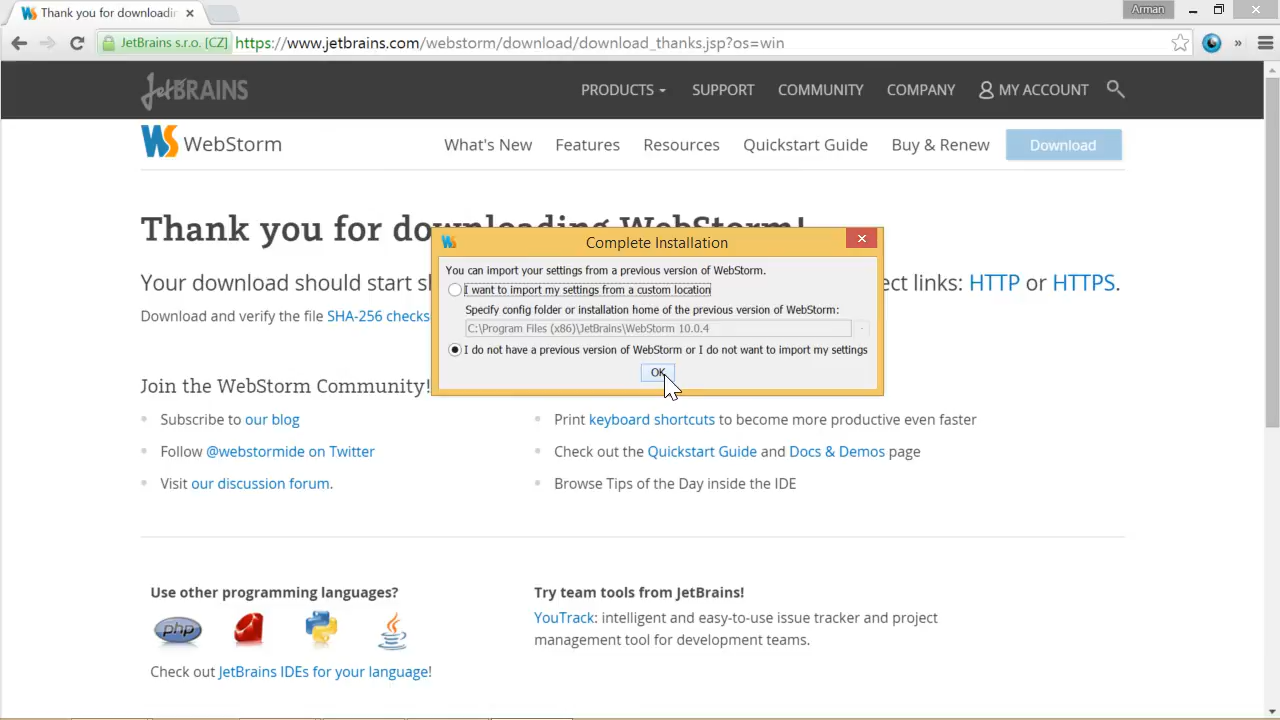 Thank you for downloadin
Arman
JetBrains s.r.o. [CZ] https://www.jetbrains.com/webstorm/download/download_thanks.jsp?os=win
JetBRAINS
PRODUCTS SUPPORT COMMUNITY COMPANY MY ACCOUNT
WS WebStorm What's New Features Resources Quickstart Guide Buy & Renew Download
Thank you for downloading WebStorm!
WS Complete Installation
You can import your settings from a previous version of WebStorm.
I want to import my settings from a custom location
Specify config folder or installation home of the previous version of WebStorm:
C:\Program Files (x86)\JetBrains\WebStorm 10.0.4
I do not have a previous version of WebStorm or I do not want to import my settings
OK
Your download should start s
ect links: HTTP or HTTPS.
Download and verify the file SHA-256 checks
Join the WebStorm Community!
Subscribe to our blog
Follow @webstormide on Twitter
Visit our discussion forum.
Print keyboard shortcuts to become more productive even faster
Check out the Quickstart Guide and Docs & Demos page
Browse Tips of the Day inside the IDE
Use other programming languages?
php
Check out JetBrains IDEs for your language!
Try team tools from JetBrains!
YouTrack: intelligent and easy-to-use issue tracker and project
management tool for development teams.